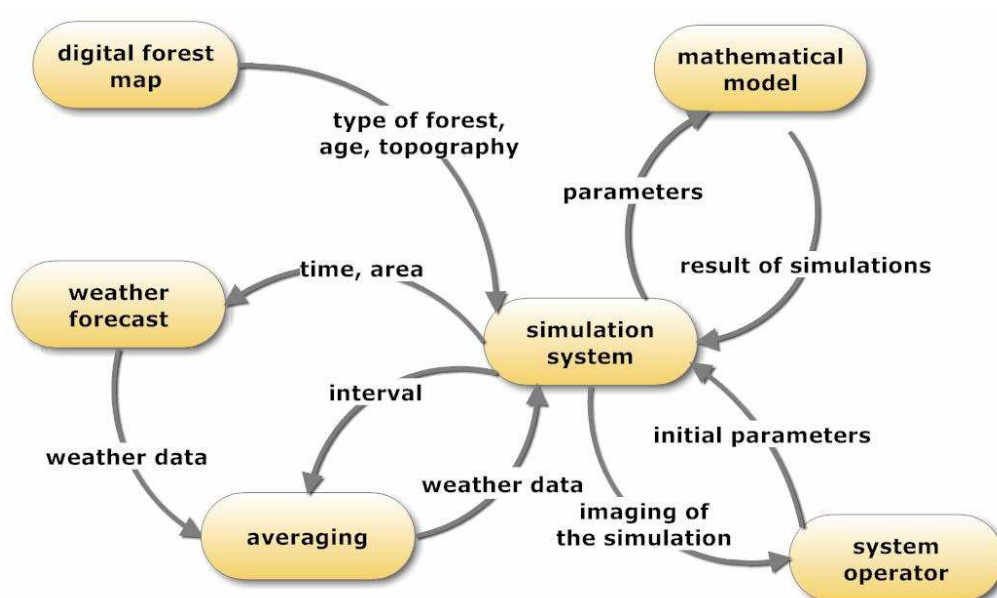 digital forest
map
mathematical
model
type of forest,
age, topography
parameters
time, area
result of simulations
weather
forecast
simulation
system
interval
initial parameters
weather data
weather data
imaging of
the simulation
averaging
system
operator